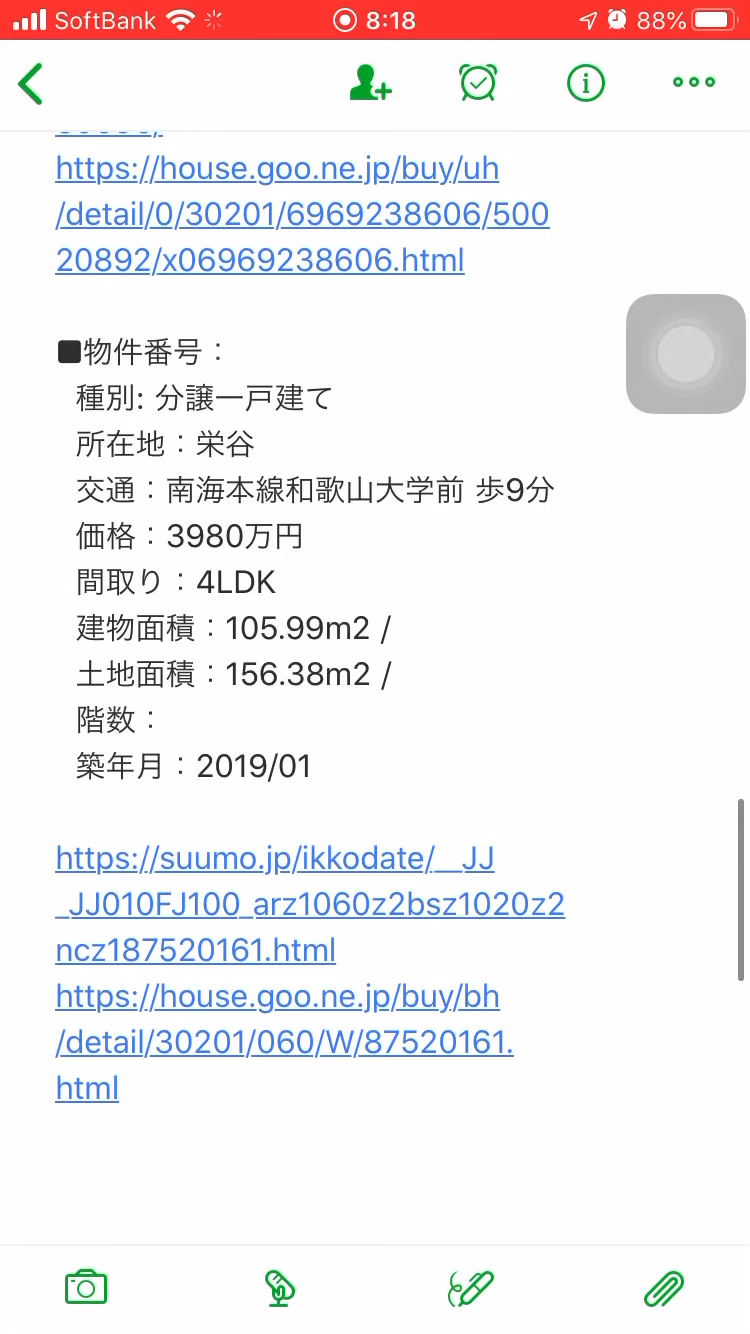 SoftBank 8:18 88%
https://house.goo.ne.jp/buy/uh
/detail/0/30201/6969238606/500
20892/x06969238606.html
■物件番号：
種別: 分譲一戸建て
所在地：栄谷
交通：南海本線和歌山大学前 歩9分
価格：3980万円
間取り：4LDK
建物面積：105.99m2 /
土地面積：156.38m2 /
階数：
築年月：2019/01
https://suumo.jp/ikkodate/__JJ
_JJ010FJ100_arz1060z2bsz1020z2
ncz187520161.html
https://house.goo.ne.jp/buy/bh
/detail/30201/060/W/87520161.
html